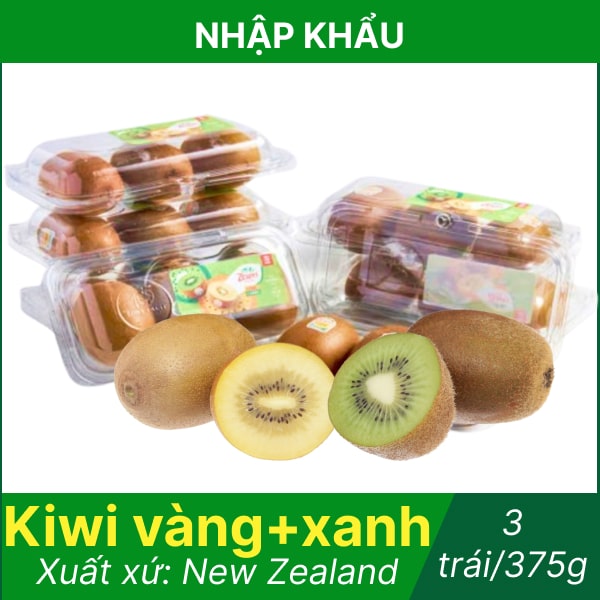 NHẬP KHẨU
Kiwi vàng+xanh
Xuất xứ: New Zealand
3
trái/375g